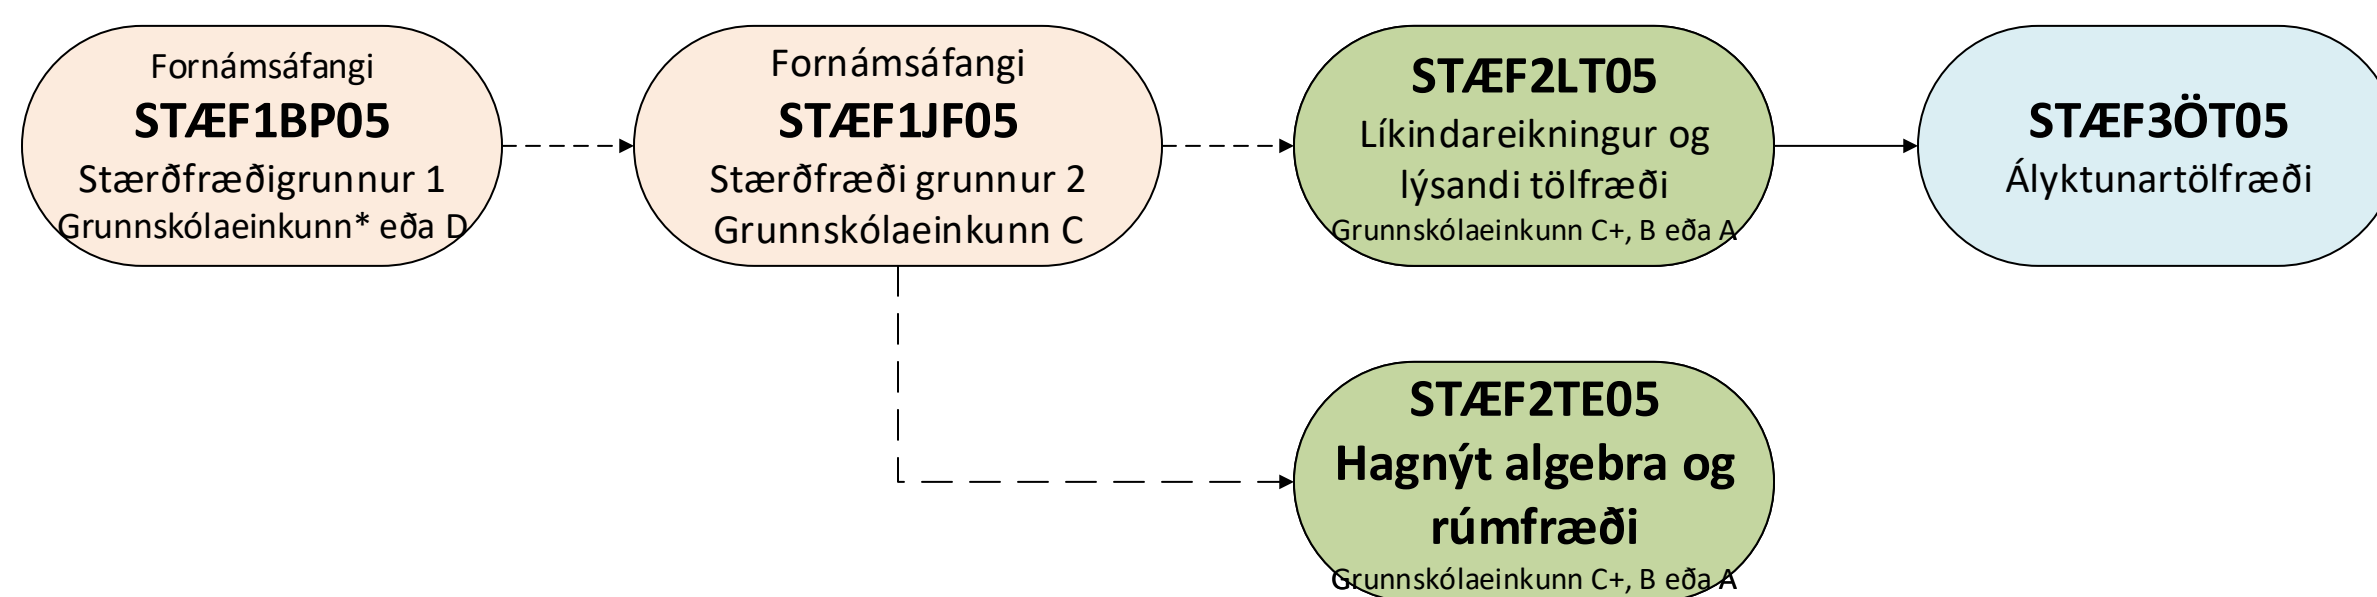 Fornámsáfangi
STÆF1BP05
Stærðfræðigrunnur 1
Grunnskólaeinkunn* eða D
Fornámsáfangi
STÆF1JF05
Stærðfræði grunnur 2
Grunnskólaeinkunn C
STÆF2LT05
Líkindareikningur og
lýsandi tölfræði
Grunnskólaeinkunn C+, B eða A
STÆF3ÖT05
Ályktunartölfræði
STÆF2TE05
Hagnýt algebra og
rúmfræði
Grunnskólaeinkunn C+, B eða A